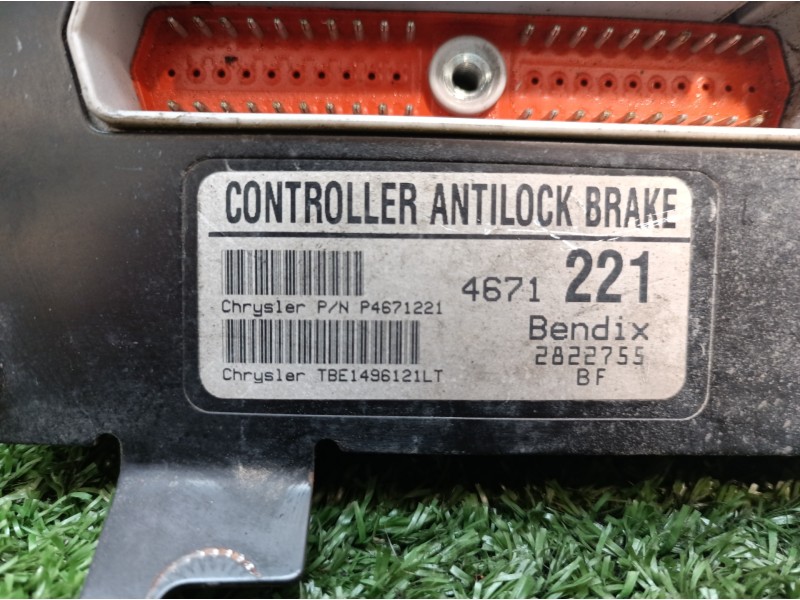 CONTROLLER ANTILOCK BRAKE
4671 221
Chrysler P/N P4671221
Bendix
2822755
Chrysler TBE1496121LT
BF